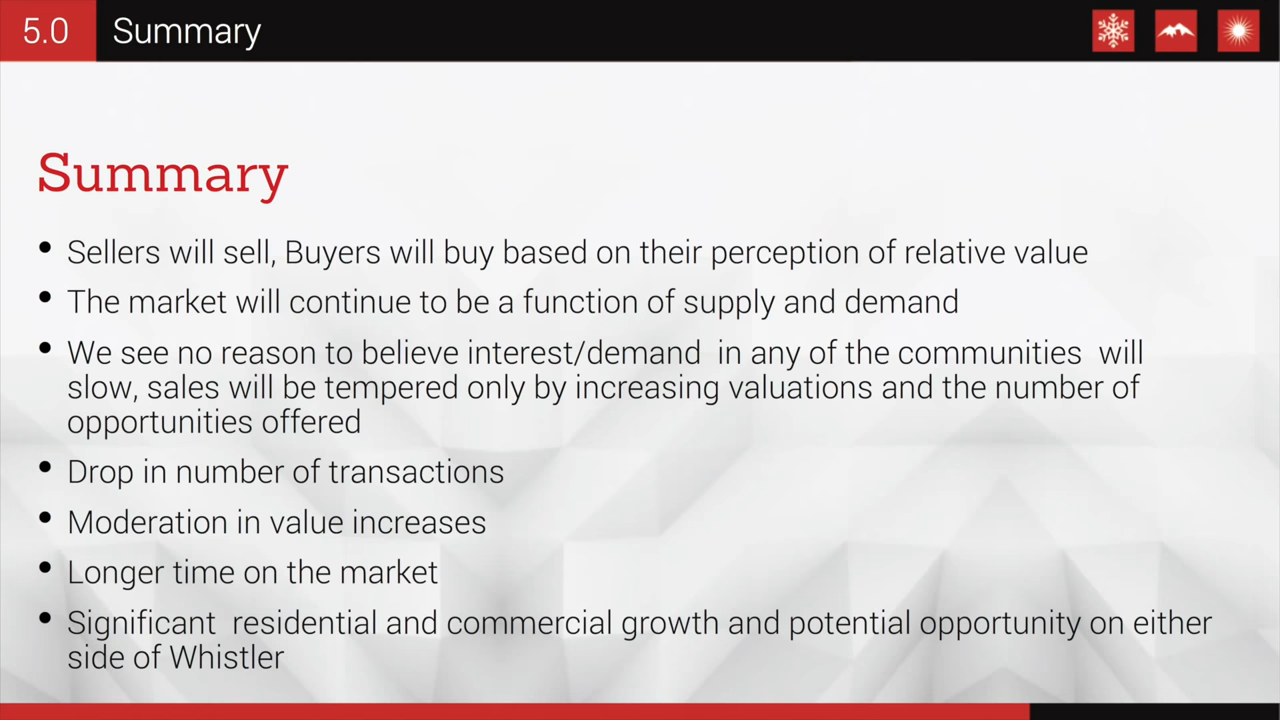 5.0 Summary
Summary
• Sellers will sell, Buyers will buy based on their perception of relative value
• The market will continue to be a function of supply and demand
• We see no reason to believe interest/demand  in any of the communities  will
slow, sales will be tempered only by increasing valuations and the number of
opportunities offered
• Drop in number of transactions
• Moderation in value increases
• Longer time on the market
• Significant  residential and commercial growth and potential opportunity on either
side of Whistler